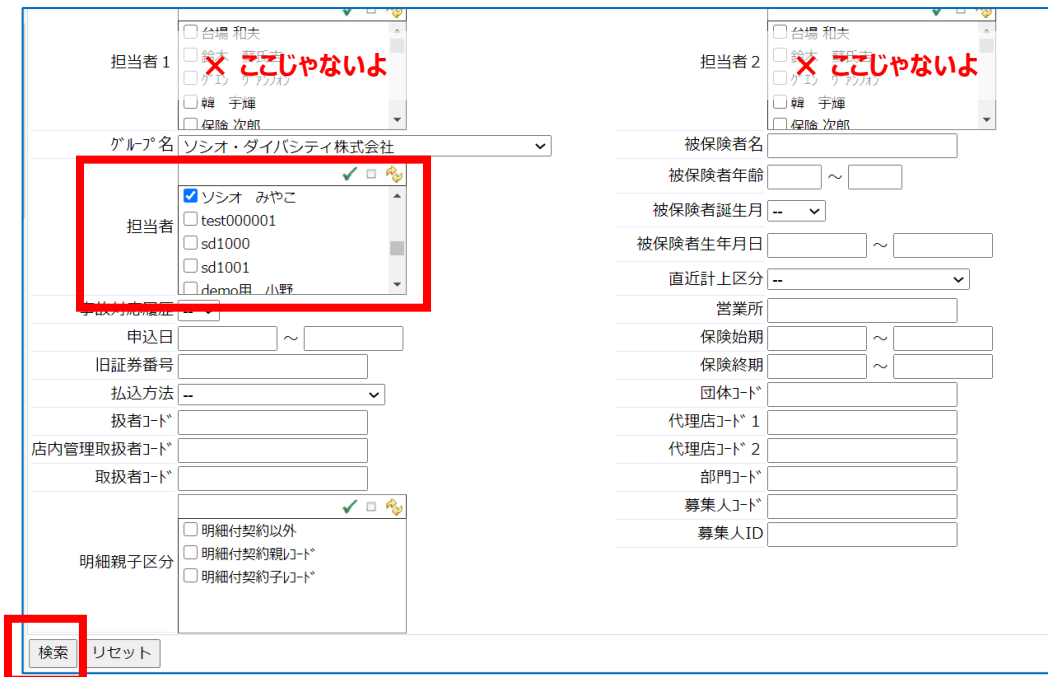 台場 和夫
担当者1
× ここじゃないよ
韓 宇輝
保険 次郎
台場 和夫
担当者2
× ここじゃないよ
韓 宇輝
保険 次郎
グループ名 ソシオ・ダイバシティ株式会社
担当者
ソシオ みやこ
test000001
sd1000
sd1001
demo用 小野
事故対応履歴 --
申込日 ~
旧証券番号
払込方法 --
扱者コード
店内管理取扱者コード
取扱者コード
明細親子区分
明細付契約以外
明細付契約親レコード
明細付契約子レコード
被保険者名
被保険者年齢 ~
被保険者誕生月 --
被保険者生年月日 ~
直近計上区分 --
営業所
保険始期 ~
保険終期 ~
団体コード
代理店コード1
代理店コード2
部門コード
募集人コード
募集人ID
検索 リセット